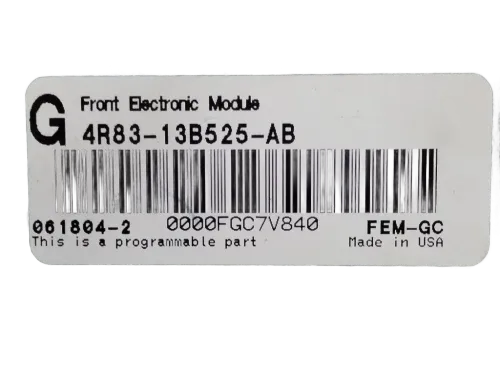 G
Front Electronic Module
4R83-13B525-AB
061804-2 0000FGC7V840 FEM-GC
This is a programmable part Made in USA